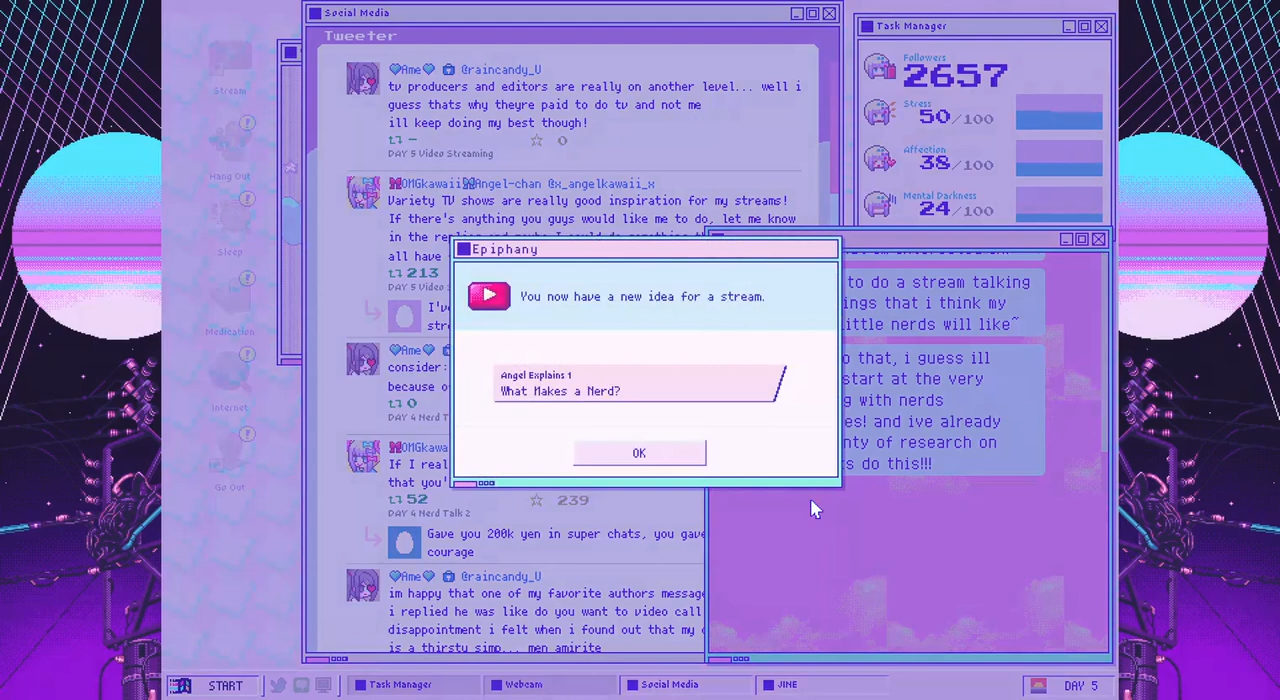 Social Media
Tweeter
Ame @raincandy_U
tv producers and editors are really on another level... well i
guess thats why theyre paid to do tv and not me
ill keep doing my best though!
0
DAY 5 Video Streaming
OMGkawaii Angel-chan @x_angelkawaii_x
Variety TV shows are really good inspiration for my streams!
If there's anything you guys would like me to do, let me know
in the
all have
213
DAY 5
I've
Ame
consider:
because
0
DAY 4 Nerd T
OMGkawa
If I real
that you'
52
239
DAY 4 Nerd Talk 2
Gave you 200k yen in super chats, you gave
courage
Ame @raincandy_U
im happy that one of my favorite authors messag
i replied he was like do you want to video call
disappointment i felt when i found out that my
is a thirsty simp... men amirite
Stream
Hang Out
Sleep
Medication
Internet
Go Out
Task Manager
Followers
2657
Stress
50/100
Affection
38/100
Mental Darkness
24/100
Epiphany
You now have a new idea for a stream.
Angel Explains 1
What Makes a Nerd?
OK
to do a stream talking
ings that i think my
little nerds will like~
o that, i guess ill
start at the very
g with nerds
es! and ive already
nty of research on
s do this!!!
START
Task Manager
Webcam
Social Media
JINE
DAY 5